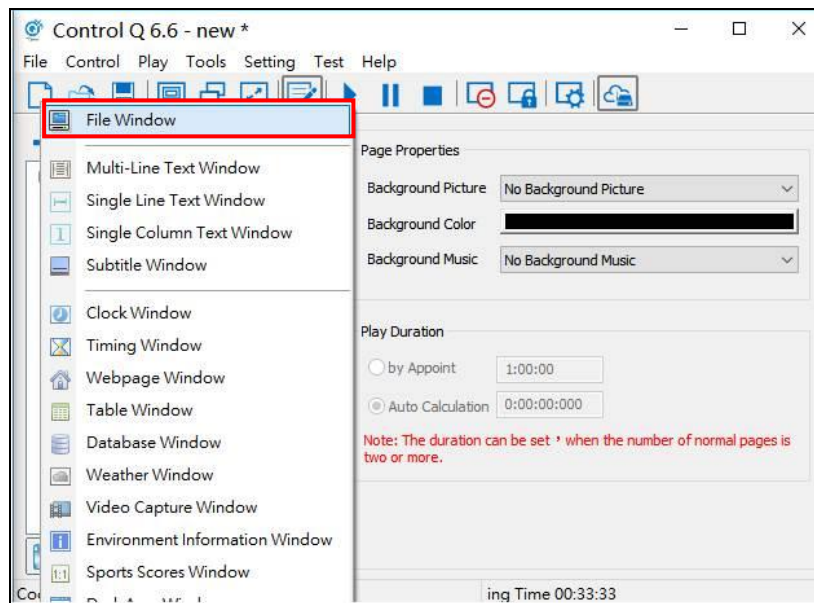 Control Q 6.6 - new *
File Control Play Tools Setting Test Help
File Window
Multi-Line Text Window
Single Line Text Window
Single Column Text Window
Subtitle Window
Clock Window
Timing Window
Webpage Window
Table Window
Database Window
Weather Window
Video Capture Window
Environment Information Window
1:1 Sports Scores Window
Page Properties
Background Picture No Background Picture
Background Color
Background Music No Background Music
Play Duration
by Appoint 1:00:00
Auto Calculation 0:00:00:000
Note: The duration can be set,when the number of normal pages is
two or more.
ing Time 00:33:33